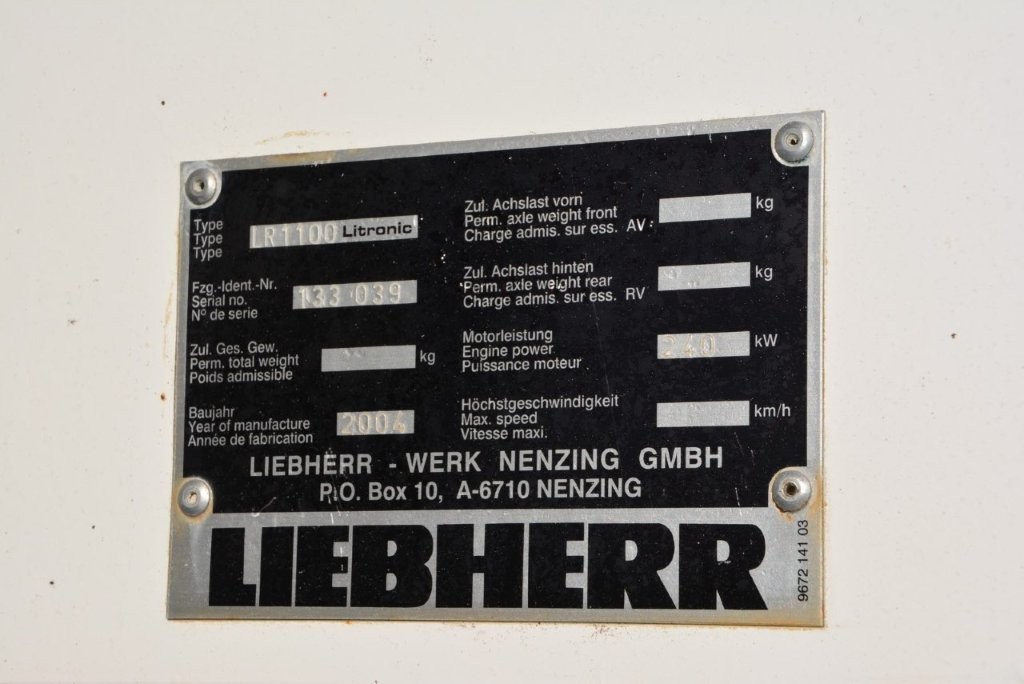 Type
Type LR1100 Litronic
Type
Fzg.-Ident.-Nr.
Serial no. 133 039
Nº de serie
Zul. Ges. Gew.
Perm. total weight kg
Poids admissible
Baujahr
Year of manufacture 2004
Année de fabrication
Zul. Achslast vorn
Perm. axle weight front kg
Charge admis. sur ess. AV
Zul. Achslast hinten
Perm. axle weight rear kg
Charge admis. sur ess. RV
Motorleistung
Engine power 240 kW
Puissance moteur
Höchstgeschwindigkeit
Max. speed km/h
Vitesse maxi.
LIEBHERR - WERK NENZING GMBH
P.O. Box 10, A-6710 NENZING
LIEBHERR
9672 141 03